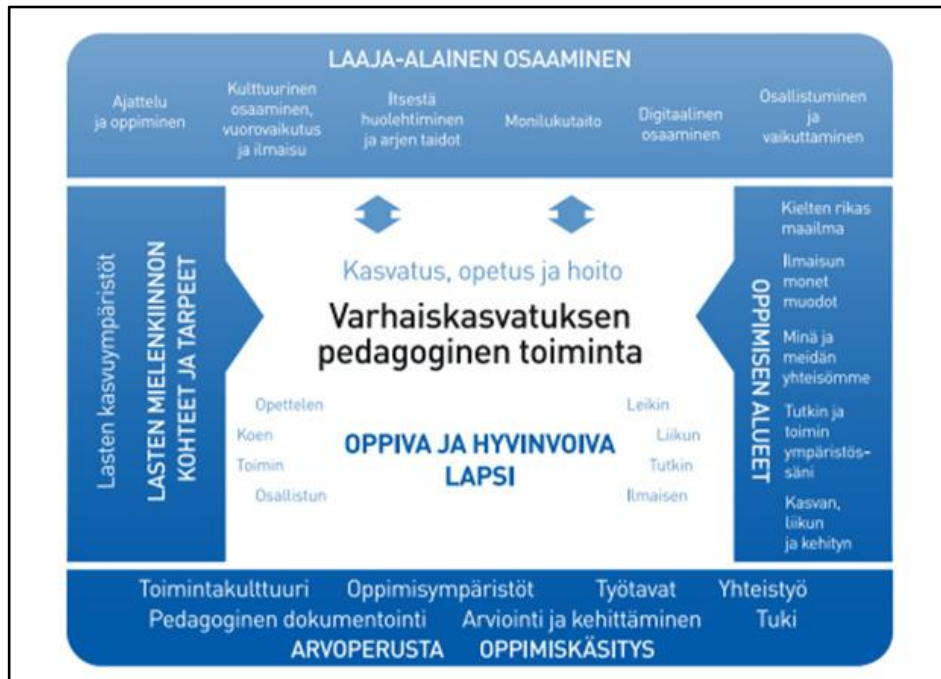 LAAJA-ALAINEN OSAAMINEN
Ajattelu
ja oppiminen
Kulttuurinen
osaaminen,
vuorovaikutus
ja ilmaisu
Itsestä
huolehtiminen
ja arjen taidot
Monilukutaito
Digitaalinen
osaaminen
Osallistuminen
ja
vaikuttaminen
Lasten kasvuympäristöt
LASTEN MIELENKIINNON
KOHTEET JA TARPEET
Kasvatus, opetus ja hoito
Varhaiskasvatuksen
pedagoginen toiminta
Opettelen
Koen
Toimin
Osallistun
OPPIVA JA HYVINVOIVA
LAPSI
Leikin
Liikun
Tutkin
Ilmaisen
OPPIMISEN ALUEET
Kielten rikas
maailma
Ilmaisun
monet
muodot
Minä ja
meidän
yhteisömme
Tutkin ja
toimin
ympäristös-
säni
Kasvan,
liikun
ja kehityn
Toimintakulttuuri Oppimisympäristöt Työtavat Yhteistyö
Pedagoginen dokumentointi Arviointi ja kehittäminen Tuki
ARVOPERUSTA OPPIMISKÄSITYS